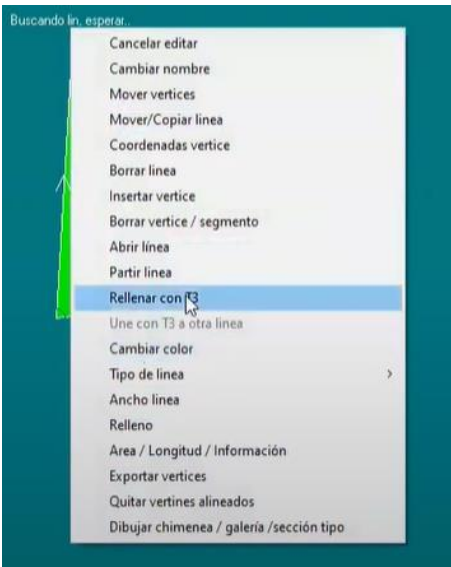 Buscando lin, esperar..
Cancelar editar
Cambiar nombre
Mover vertices
Mover/Copiar linea
Coordenadas vertice
Borrar linea
Insertar vertice
Borrar vertice / segmento
Abrir línea
Partir linea
Rellenar con T3
Une con T3 a otra linea
Cambiar color
Tipo de linea
Ancho linea
Relleno
Area / Longitud / Información
Exportar vertices
Quitar vertines alineados
Dibujar chimenea / galería /sección tipo